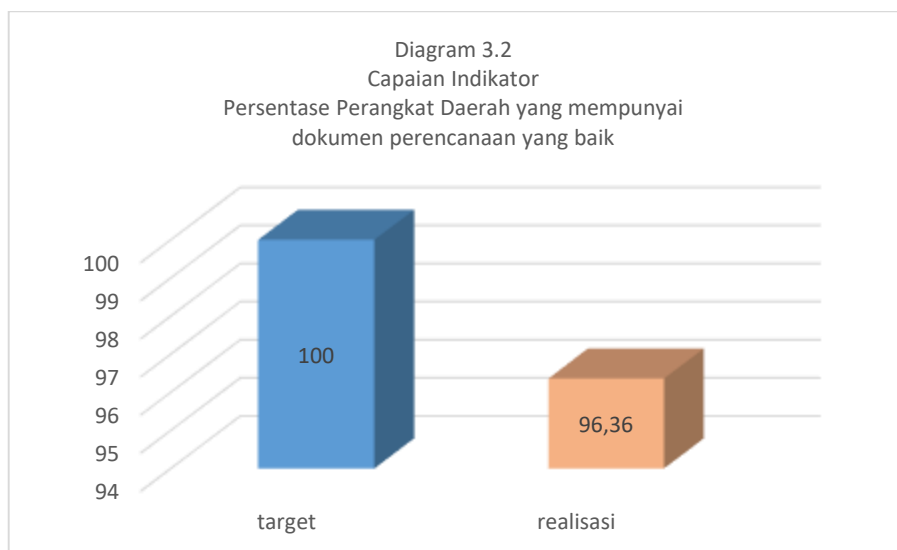 Diagram 3.2
Capaian Indikator
Persentase Perangkat Daerah yang mempunyai
dokumen perencanaan yang baik
100
99
98
97
96
95
94
100
96,36
target
realisasi